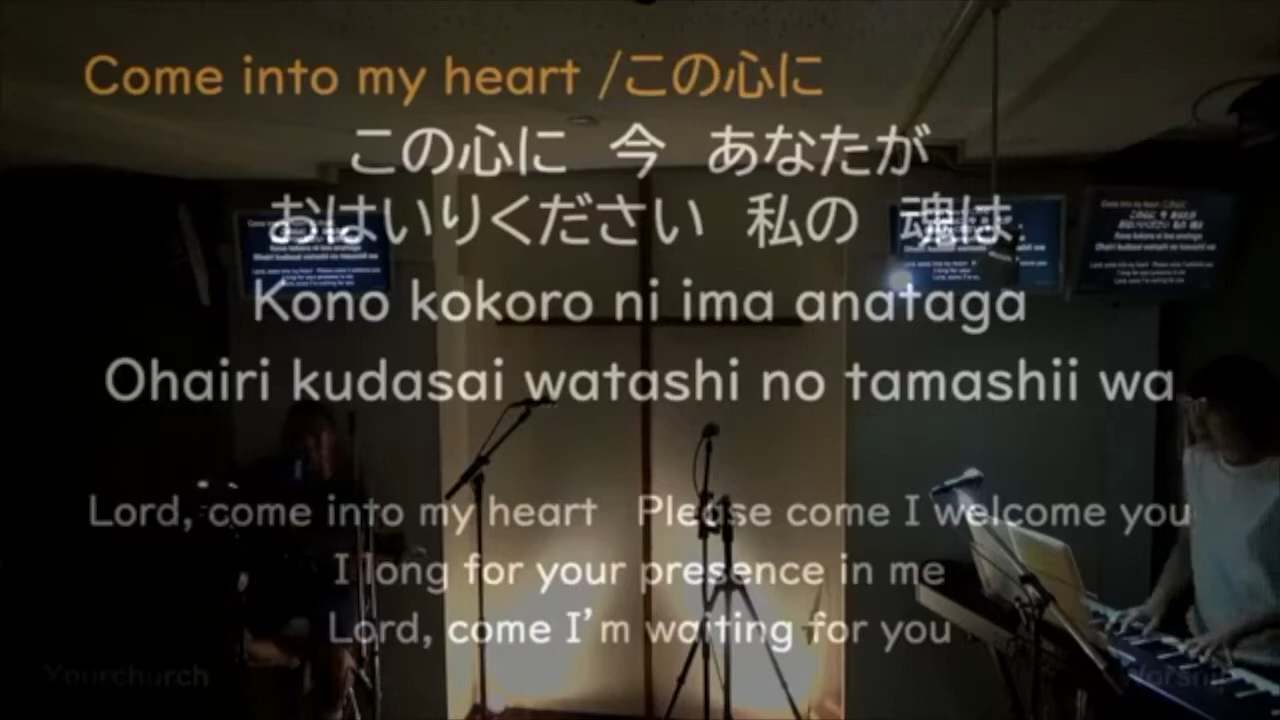 Come into my heart /この心に
この心に 今 あなたが
おはいりください 私の 魂は
Kono kokoro ni ima anataga
Ohairi kudasai watashi no tamashii wa
Lord, come into my heart Please come I welcome you
I long for your presence in me
Lord, come I'm waiting for you
Yourchurch
Worship